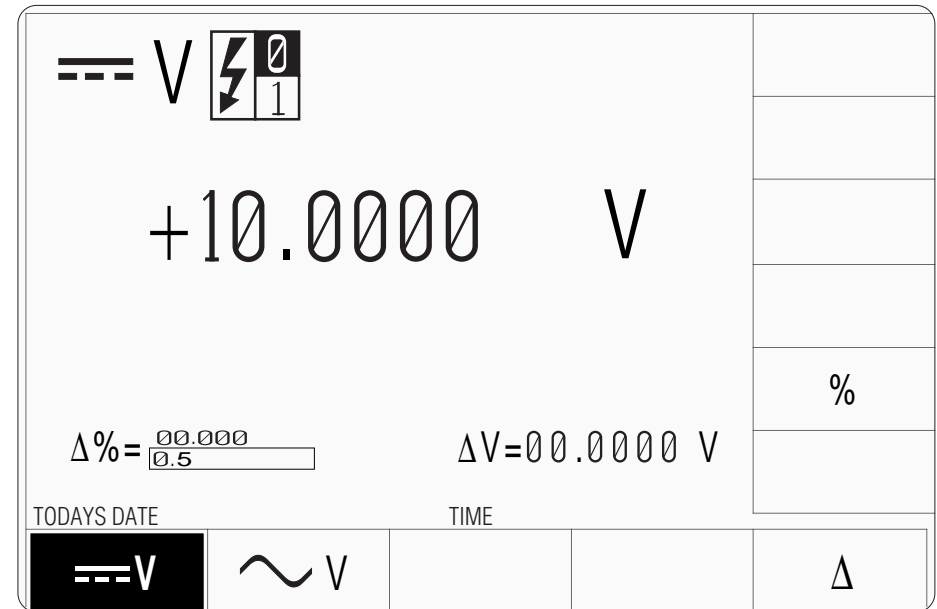 V 0
1
+10.0000 V
%
Δ%= 00.000
0.5
ΔV=00.0000 V
TODAYS DATE TIME
V V Δ